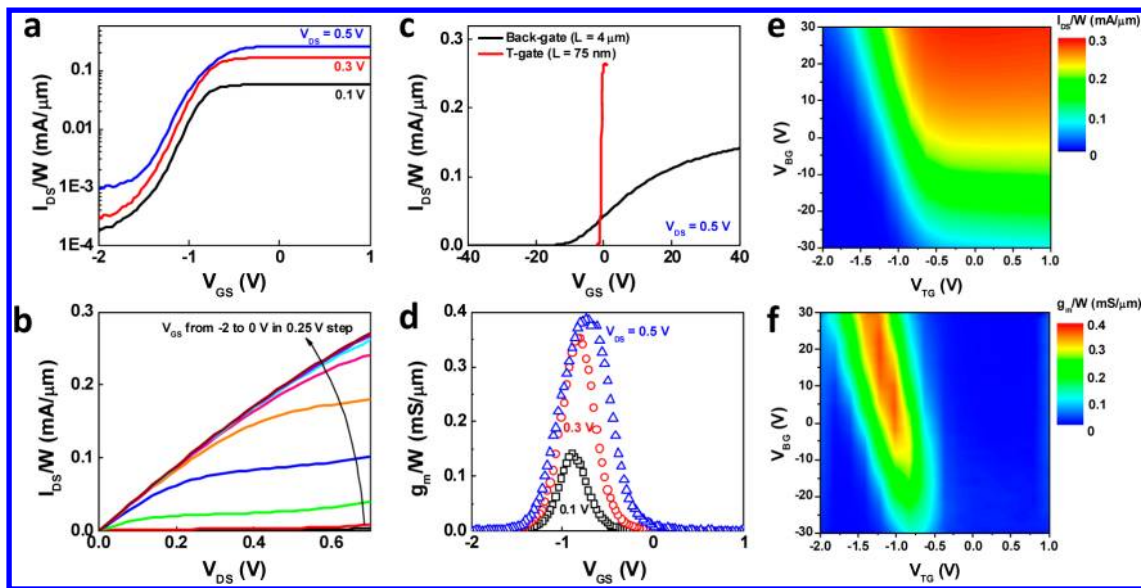 a
V_DS = 0.5 V
0.3 V
0.1 V
0.1
0.01
1E-3
1E-4
-2
-1
0
1
I_DS/W (mA/μm)
V_GS (V)
c
Back-gate (L = 4 μm)
T-gate (L = 75 nm)
V_DS = 0.5 V
0.3
0.2
0.1
0.0
-40
-20
0
20
40
I_DS/W (mA/μm)
V_GS (V)
e
I_DS/W (mA/μm)
0.3
0.2
0.1
0
30
20
10
0
-10
-20
30
-2.0
-1.5
-1.0
-0.5
0.0
0.5
1.0
V_BG (V)
V_TG (V)
b
V_GS from -2 to 0 V in 0.25 V step
0.3
0.2
0.1
0.0
0.0
0.2
0.4
0.6
I_DS/W (mA/μm)
V_DS (V)
d
V_DS = 0.5 V
0.3 V
0.1 V
0.4
0.3
0.2
0.1
0.0
-2
-1
0
1
g_m/W (mS/μm)
V_GS (V)
f
g_m/W (mS/μm)
0.4
0.3
0.2
0.1
0
30
20
10
0
-10
-20
30
-2.0
-1.5
-1.0
-0.5
0.0
0.5
1.0
V_BG (V)
V_TG (V)